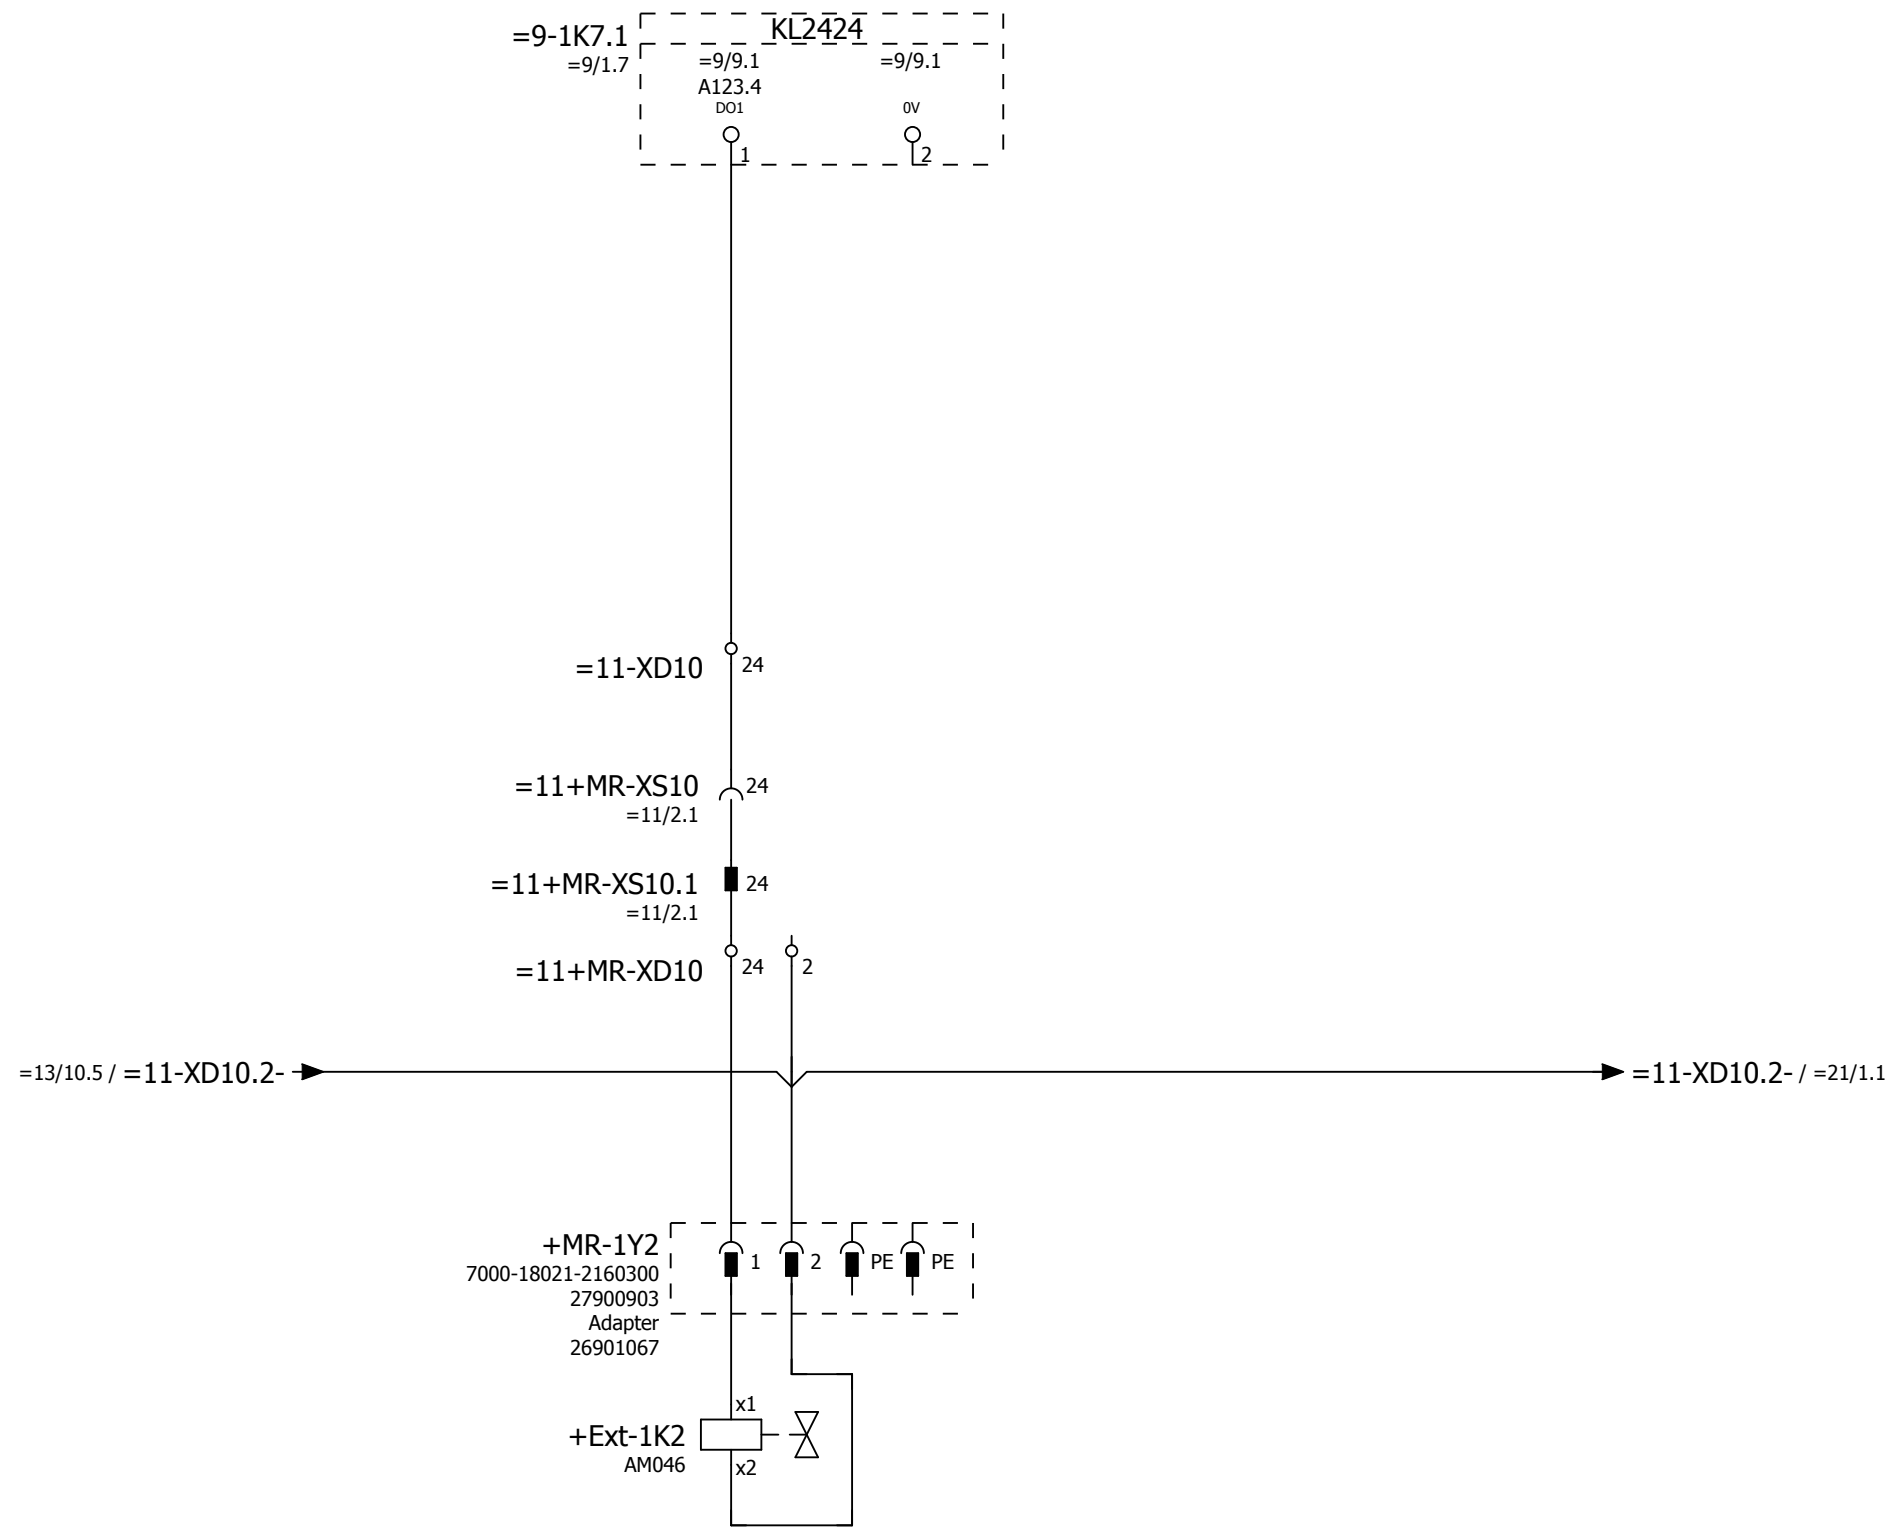 =9-1K7.1
=9/1.7
KL2424
=9/9.1
=9/9.1
A123.4
DO1
0V
1
2
=11-XD10
24
=11+MR-XS10
24
=11/2.1
=11+MR-XS10.1
24
=11/2.1
=11+MR-XD10
24
2
=13/10.5 / =11-XD10.2-
=11-XD10.2- / =21/1.1
+MR-1Y2
7000-18021-2160300
27900903
Adapter
26901067
1
2
PE
PE
x1
+Ext-1K2
AM046
x2